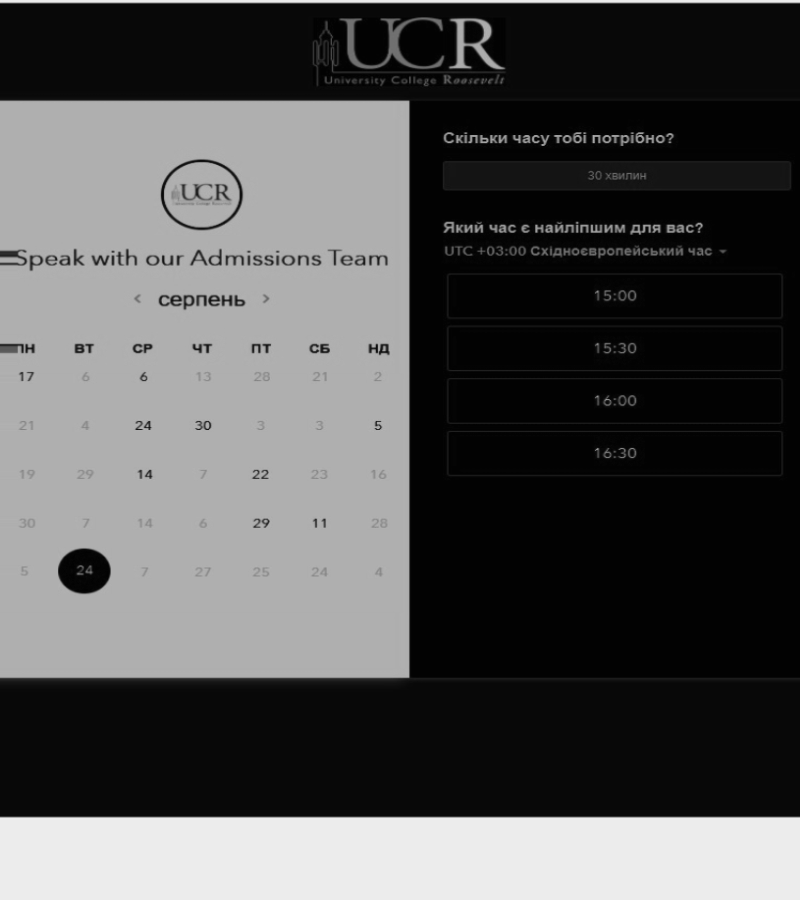 UCR
University College Roosevelt
UCR
Speak with our Admissions Team
серпень
ПН ВТ СР ЧТ ПТ СБ НД
17 6 6 13 28 21 2
21 4 24 30 3 3 5
19 29 14 7 22 23 16
30 7 14 6 29 11 28
5 24 7 27 25 24 4
Скільки часу тобі потрібно?
30 хвилин
Який час є найліпшим для вас?
UTC +03:00 Східноєвропейський час
15:00
15:30
16:00
16:30